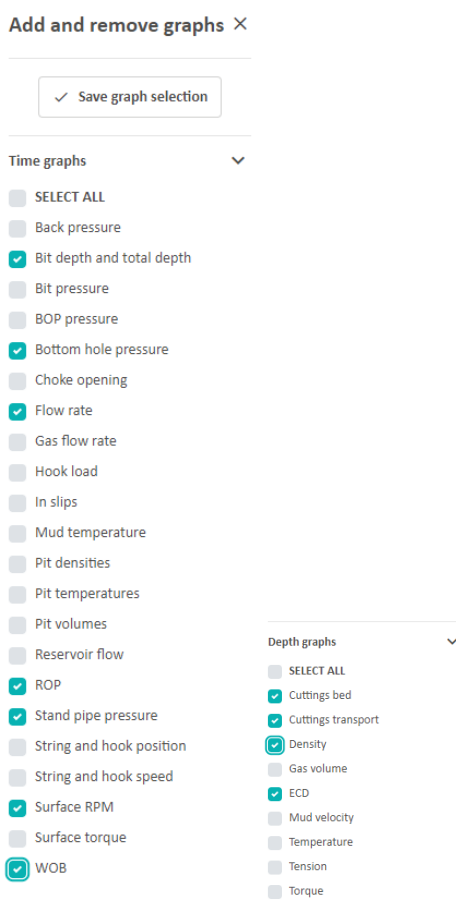 Add and remove graphs
Save graph selection
Time graphs
SELECT ALL
Back pressure
Bit depth and total depth
Bit pressure
BOP pressure
Bottom hole pressure
Choke opening
Flow rate
Gas flow rate
Hook load
In slips
Mud temperature
Pit densities
Pit temperatures
Pit volumes
Reservoir flow
ROP
Stand pipe pressure
String and hook position
String and hook speed
Surface RPM
Surface torque
WOB
Depth graphs
SELECT ALL
Cuttings bed
Cuttings transport
Density
Gas volume
ECD
Mud velocity
Temperature
Tension
Torque